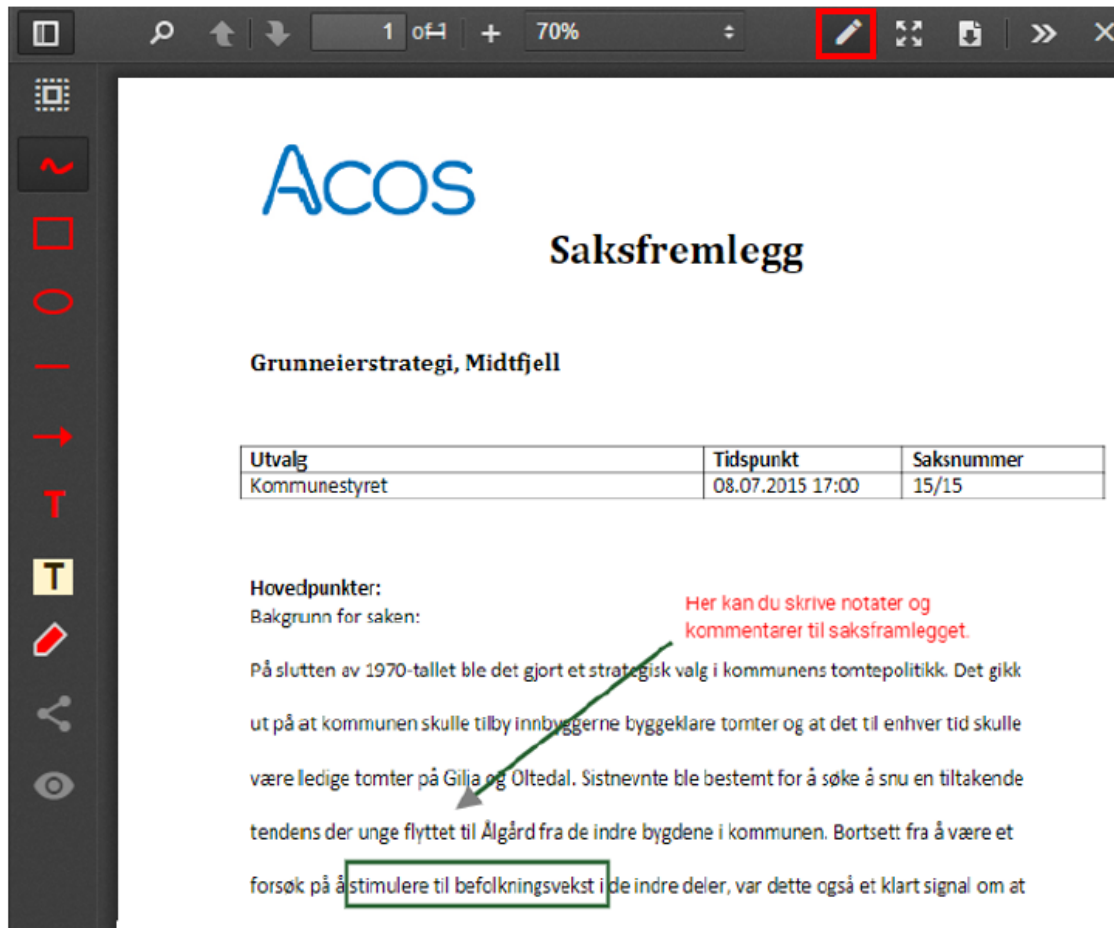 1 of 1 70%
T
T
Acos
Saksfremlegg
Grunneierstrategi, Midtfjell
Utvalg Tidspunkt Saksnummer
Kommunestyret 08.07.2015 17:00 15/15
Hovedpunkter:
Bakgrunn for saken:
Her kan du skrive notater og
kommentarer til saksframlegget.
På slutten av 1970-tallet ble det gjort et strategisk valg i kommunens tomtepolitikk. Det gikk
ut på at kommunen skulle tilby innbyggerne byggeklare tomter og at det til enhver tid skulle
være ledige tomter på Gilja og Oltedal. Sistnevnte ble bestemt for å søke å snu en tiltakende
tendens der unge flyttet til Ålgård fra de indre bygdene i kommunen. Bortsett fra å være et
forsøk på å stimulere til befolkningsvekst i de indre deler, var dette også et klart signal om at